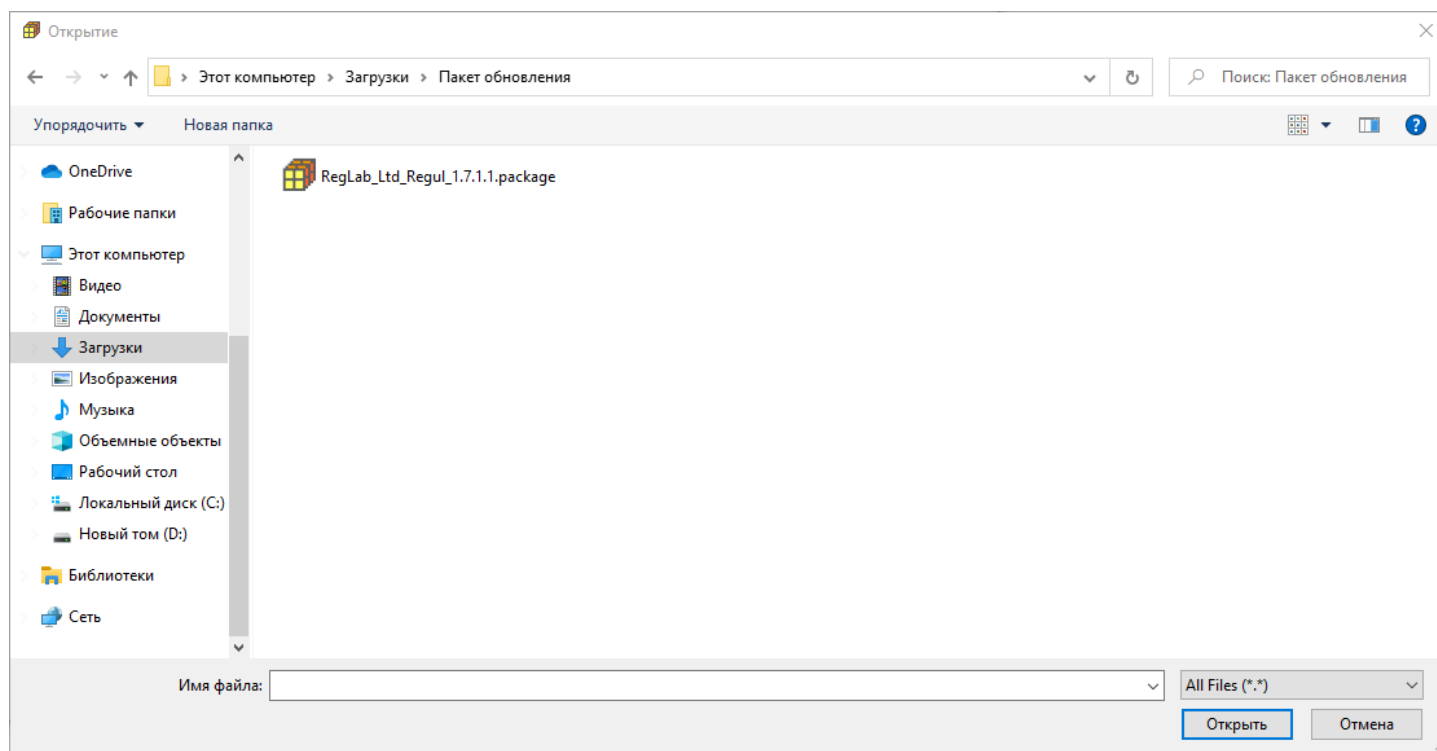 Открытие
Этот компьютер › Загрузки › Пакет обновления
Поиск: Пакет обновления
Упорядочить Новая папка
OneDrive
Рабочие папки
Этот компьютер
Видео
Документы
Загрузки
Изображения
Музыка
Объемные объекты
Рабочий стол
Локальный диск (C:)
Новый том (D:)
Библиотеки
Сеть
RegLab_Ltd_Regul_1.7.1.1.package
Имя файла:
All Files (*.*)
Открыть Отмена